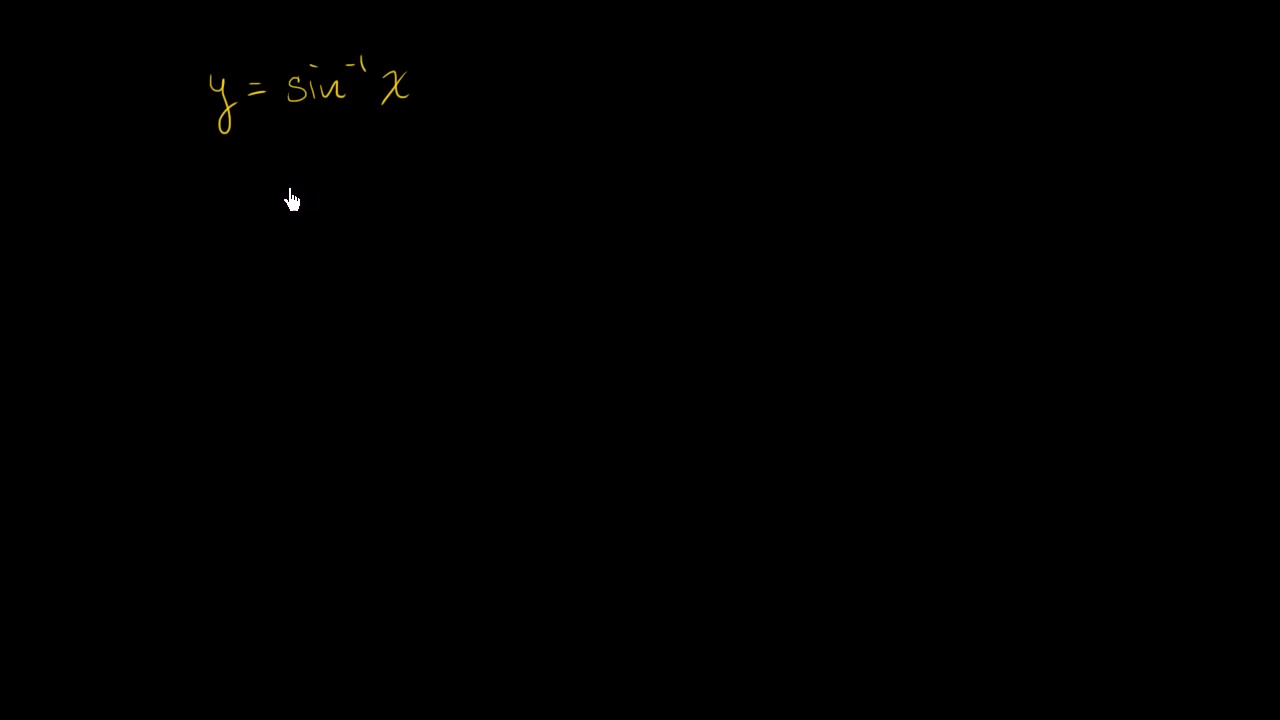 y = sin⁻¹ x